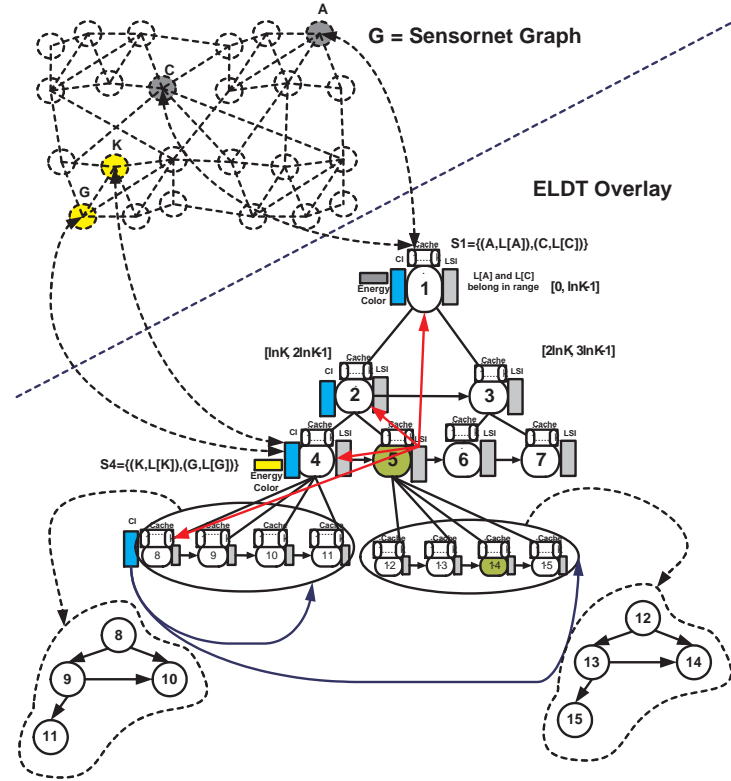 A
G = Sensornet Graph
C
K
G
ELDT Overlay
Cache
S1={(A,L[A]),(C,L[C])}
CI
LSI
Energy
Color
1
L[A] and L[C]
belong in range
[0, lnK-1]
[lnK, 2lnK-1]
[2lnK, 3lnK-1]
Cache
LSI
CI
2
Cache
LSI
3
Cache
LSI
CI
4
Cache
LSI
5
Cache
LSI
6
Cache
LSI
7
S4={(K,L[K]),(G,L[G])}
Energy
Color
CI
Cache
Cache
Cache
Cache
8
9
10
11
Cache
Cache
Cache
Cache
12
13
14
15
8
9
10
11
12
13
14
15